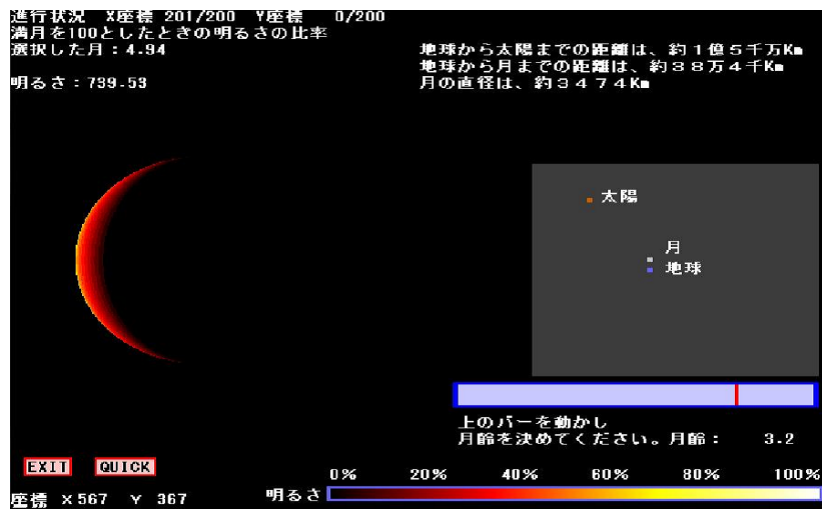 進行状況 X座標 201/200 Y座標 0/200
満月を100としたときの明るさの比率
選択した月：4.94
明るさ：739.53
地球から太陽までの距離は、約１億５千万Km
地球から月までの距離は、約３８万４千Km
月の直径は、約３４７４Km
太陽
月
地球
上のバーを動かし
月齢を決めてください。月齢： 3.2
EXIT QUICK
0% 20% 40% 60% 80% 100%
明るさ
座標 X 567 Y 367